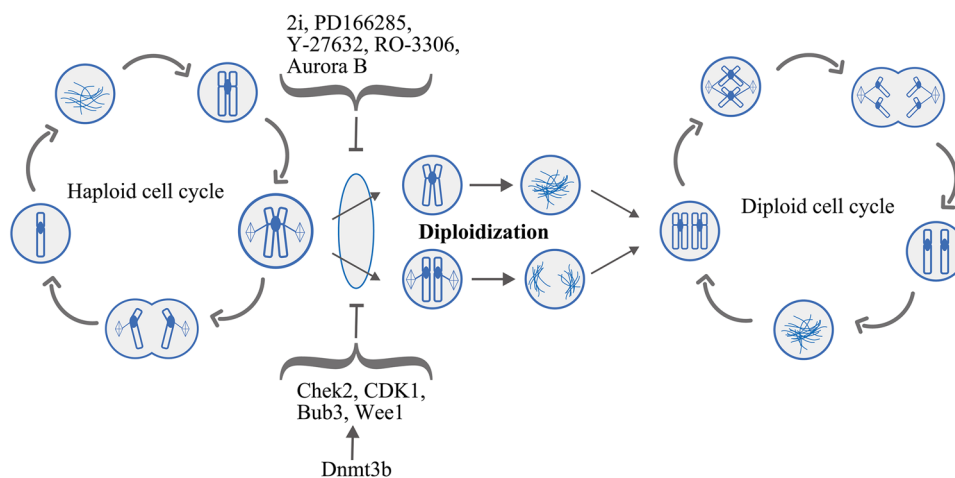 2i, PD166285,
Y-27632, RO-3306,
Aurora B
Haploid cell cycle
Diploidization
Diploid cell cycle
Chek2, CDK1,
Bub3, Wee1
Dnmt3b